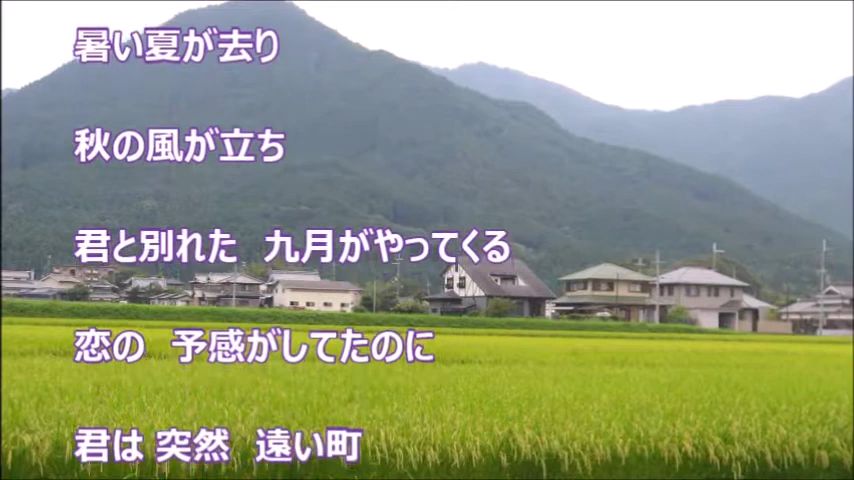 暑い夏が去り
秋の風が立ち
君と別れた　九月がやってくる
恋の　予感がしてたのに
君は 突然　遠い町